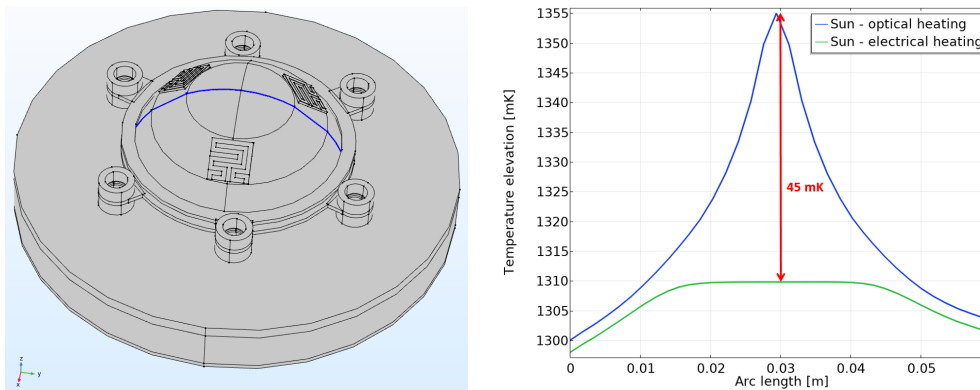 z
y
x
Temperature elevation [mK]
1355
1350
1345
1340
1335
1330
1325
1320
1315
1310
1305
1300
Sun - optical heating
Sun - electrical heating
45 mK
0 0.01 0.02 0.03 0.04 0.05
Arc length [m]